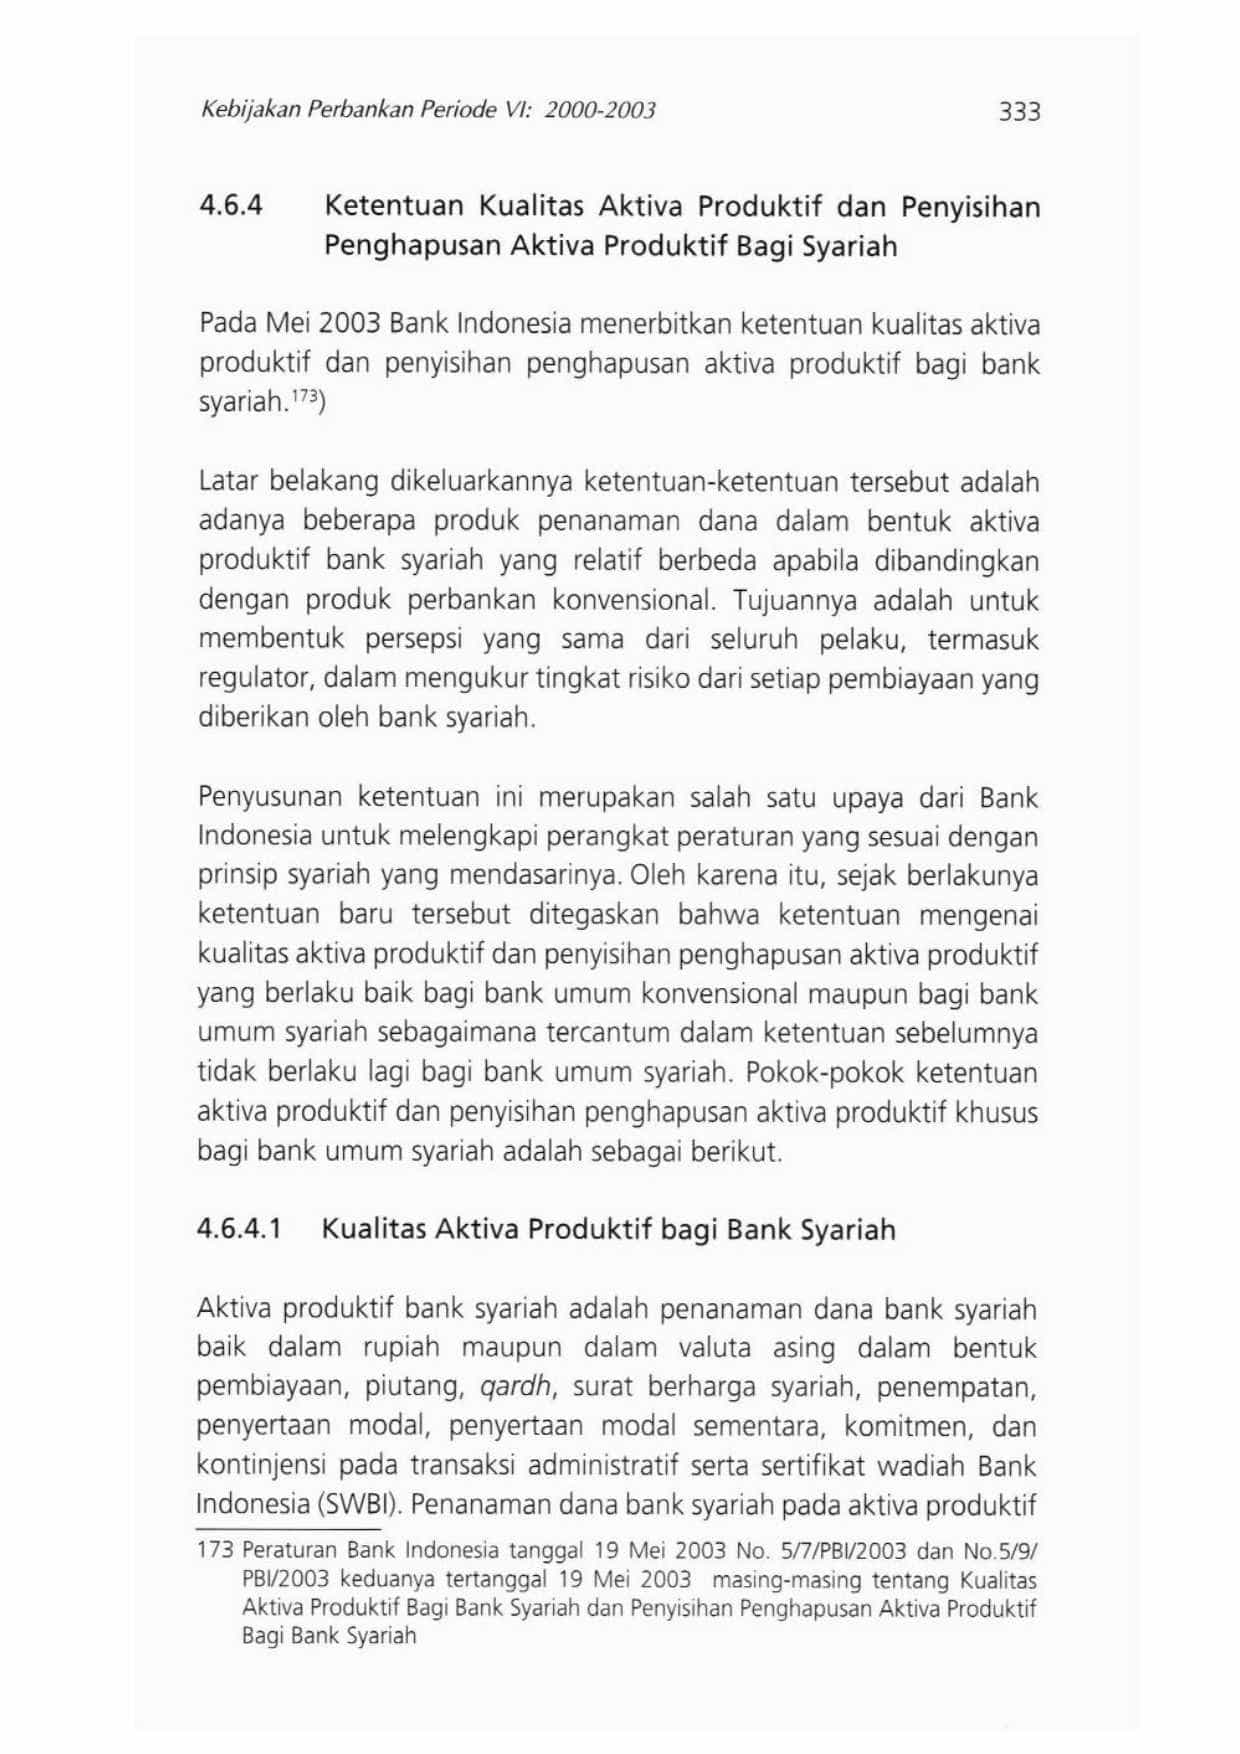 Kebijakan Perbankan Periode VI: 2000-2003 333
4.6.4 Ketentuan Kualitas Aktiva Produktif dan Penyisihan
Penghapusan Aktiva Produktif Bagi Syariah
Pada Mei 2003 Bank Indonesia menerbitkan ketentuan kualitas aktiva
produktif dan penyisihan penghapusan aktiva produktif bagi bank
syariah.173)
Latar belakang dikeluarkannya ketentuan-ketentuan tersebut adalah
adanya beberapa produk penanaman dana dalam bentuk aktiva
produktif bank syariah yang relatif berbeda apabila dibandingkan
dengan produk perbankan konvensional. Tujuannya adalah untuk
membentuk persepsi yang sama dari seluruh pelaku, termasuk
regulator, dalam mengukur tingkat risiko dari setiap pembiayaan yang
diberikan oleh bank syariah.
Penyusunan ketentuan ini merupakan salah satu upaya dari Bank
Indonesia untuk melengkapi perangkat peraturan yang sesuai dengan
prinsip syariah yang mendasarinya. Oleh karena itu, sejak berlakunya
ketentuan baru tersebut ditegaskan bahwa ketentuan mengenai
kualitas aktiva produktif dan penyisihan penghapusan aktiva produktif
yang berlaku baik bagi bank umum konvensional maupun bagi bank
umum syariah sebagaimana tercantum dalam ketentuan sebelumnya
tidak berlaku lagi bagi bank umum syariah. Pokok-pokok ketentuan
aktiva produktif dan penyisihan penghapusan aktiva produktif khusus
bagi bank umum syariah adalah sebagai berikut.
4.6.4.1 Kualitas Aktiva Produktif bagi Bank Syariah
Aktiva produktif bank syariah adalah penanaman dana bank syariah
baik dalam rupiah maupun dalam valuta asing dalam bentuk
pembiayaan, piutang, qardh, surat berharga syariah, penempatan,
penyertaan modal, penyertaan modal sementara, komitmen, dan
kontinjensi pada transaksi administratif serta sertifikat wadiah Bank
Indonesia (SWBI). Penanaman dana bank syariah pada aktiva produktif
173 Peraturan Bank Indonesia tanggal 19 Mei 2003 No. 5/7/PBI/2003 dan No.5/9/
PBI/2003 keduanya tertanggal 19 Mei 2003 masing-masing tentang Kualitas
Aktiva Produktif Bagi Bank Syariah dan Penyisihan Penghapusan Aktiva Produktif
Bagi Bank Syariah